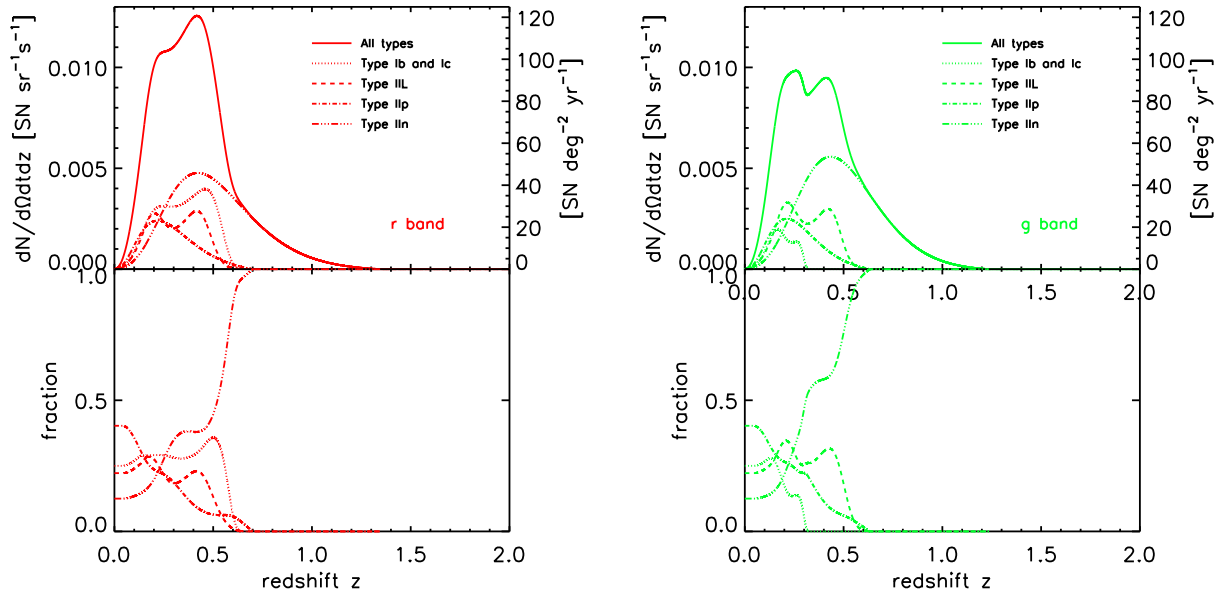 dN/dΩdtdz [SN sr⁻¹s⁻¹]
0.010
0.005
0.000
All types
Type Ib and Ic
Type IIL
Type IIp
Type IIn
r band
120
100
80
60
40
20
0
[SN deg⁻² yr⁻¹]
fraction
1.0
0.5
0.0
0.0 0.5 1.0 1.5 2.0
redshift z
dN/dΩdtdz [SN sr⁻¹s⁻¹]
0.010
0.005
0.000
All types
Type Ib and Ic
Type IIL
Type IIp
Type IIn
g band
120
100
80
60
40
20
0
[SN deg⁻² yr⁻¹]
0.0 0.5 1.0 1.5 2.0
fraction
1.0
0.5
0.0
0.0 0.5 1.0 1.5 2.0
redshift z